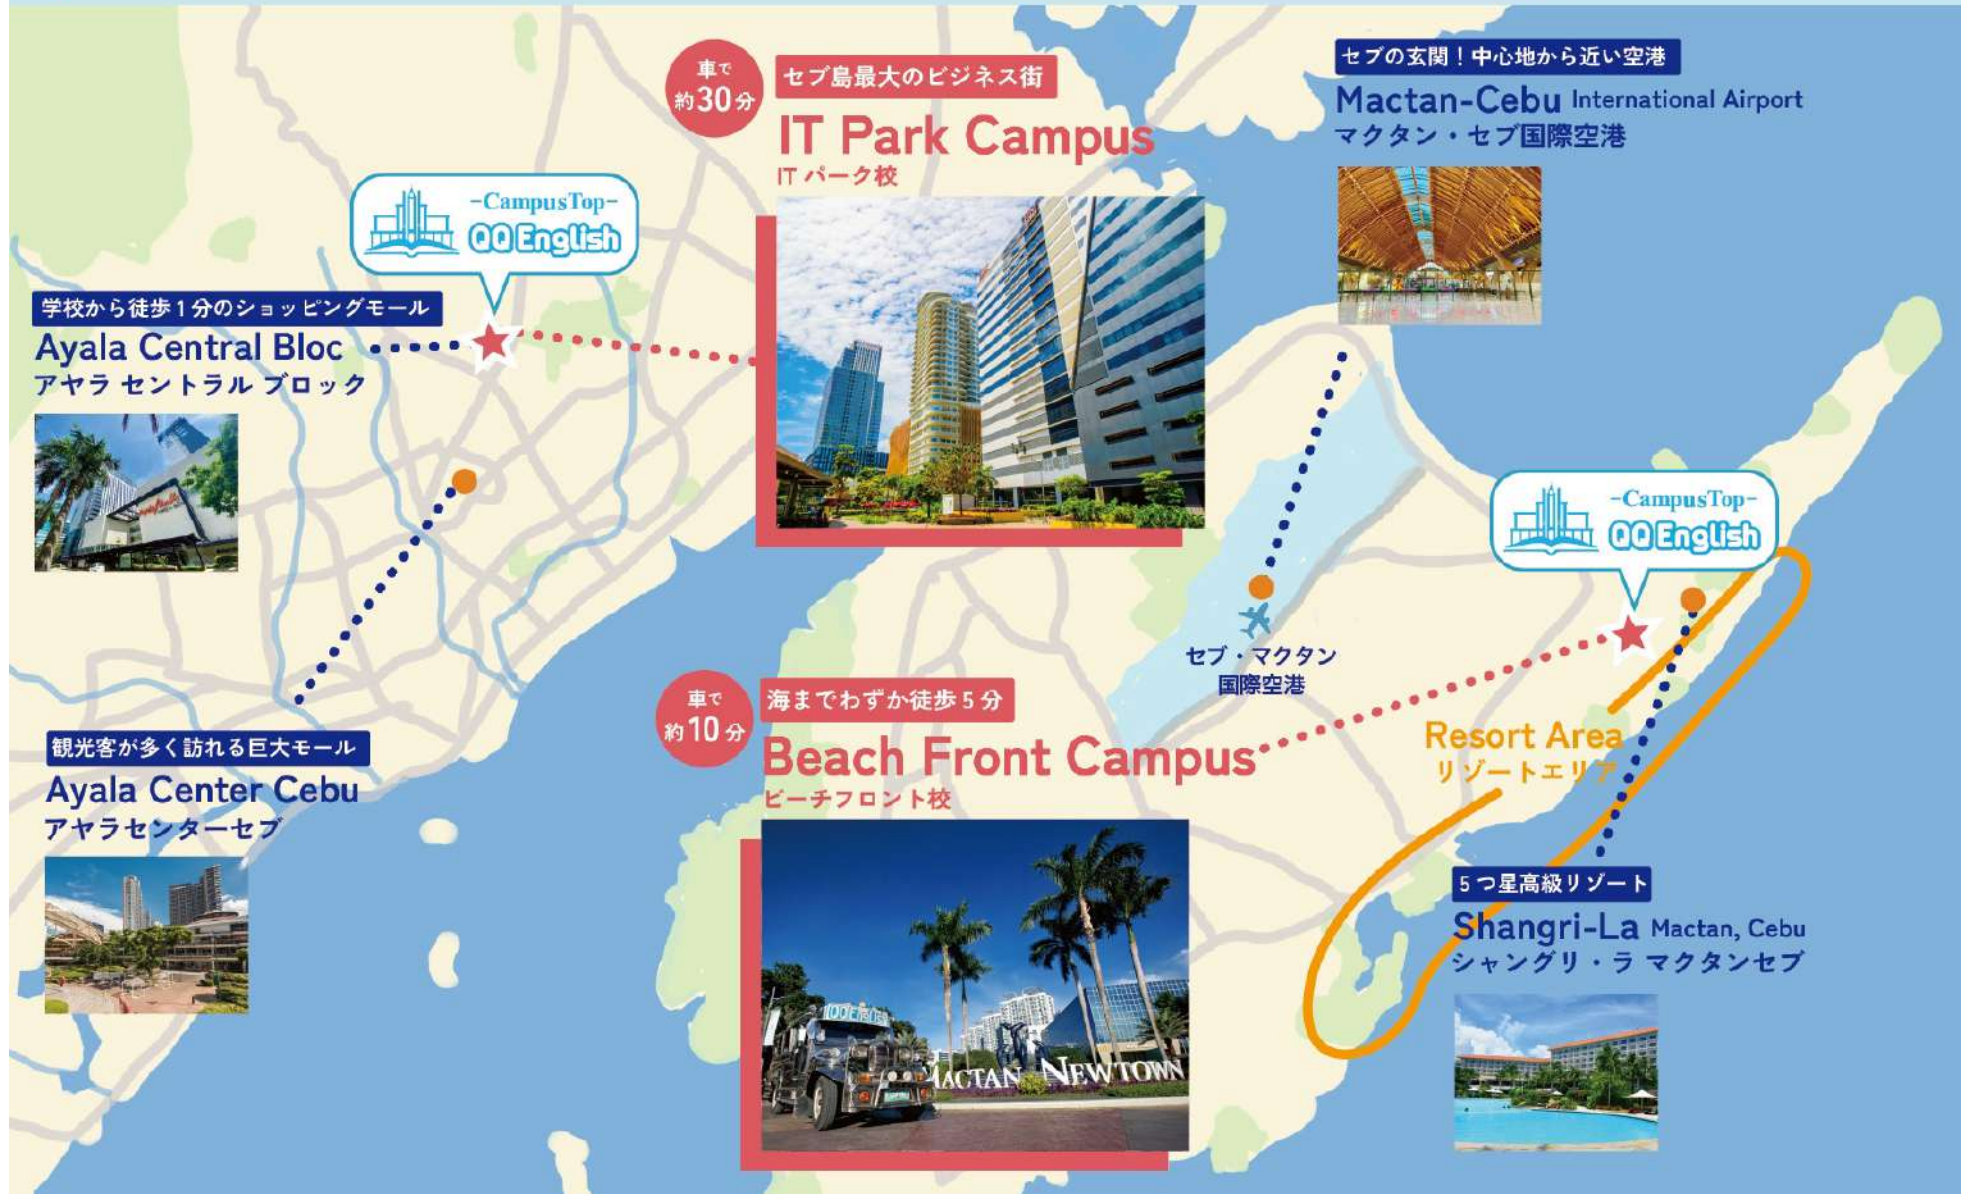 車で
約30分
セブ島最大のビジネス街
IT Park Campus
IT パーク校
セブの玄関！中心地から近い空港
Mactan-Cebu International Airport
マクタン・セブ国際空港
-CampusTop-
QQEnglish
学校から徒歩1分のショッピングモール
Ayala Central Bloc
アヤラ セントラル ブロック
-CampusTop-
QQEnglish
セブ・マクタン
国際空港
車で
約10分
海までわずか徒歩5分
Beach Front Campus
ビーチフロント校
Resort Area
リゾートエリア
観光客が多く訪れる巨大モール
Ayala Center Cebu
アヤラセンターセブ
5つ星高級リゾート
Shangri-La Mactan, Cebu
シャングリ・ラ マクタンセブ
QQEnglish
MACTAN NEWTOWN